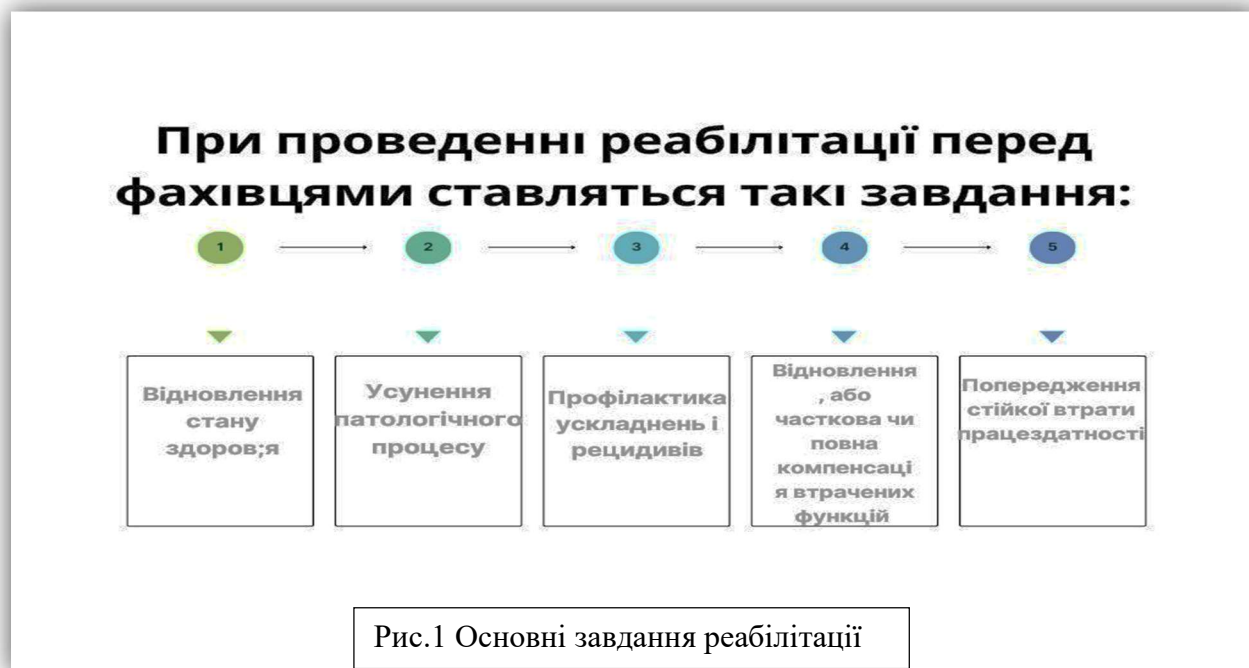 При проведенні реабілітації перед
фахівцями ставляться такі завдання:
1
2
3
4
5
Відновлення
стану
здоров;я
Усунення
патологічного
процесу
Профілактика
ускладнень і
рецидивів
Відновлення
, або
часткова чи
повна
компенсаці
я втрачених
функцій
Попередження
стійкої втрати
працездатності
Рис.1 Основні завдання реабілітації